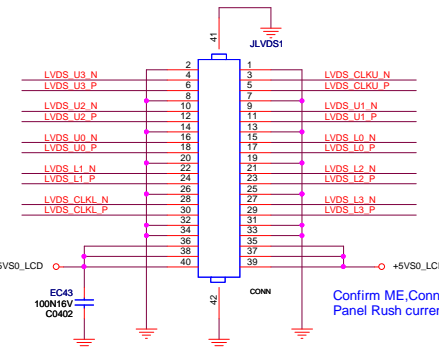 41
JLVDS1
2 1
LVDS_U3_N 4 3 LVDS_CLKU_N
LVDS_U3_P 6 5 LVDS_CLKU_P
8 7
LVDS_U2_N 10 9 LVDS_U1_N
LVDS_U2_P 12 11 LVDS_U1_P
14 13
LVDS_U0_N 16 15 LVDS_L0_N
LVDS_U0_P 18 17 LVDS_L0_P
20 19
LVDS_L1_N 22 21 LVDS_L2_N
LVDS_L1_P 24 23 LVDS_L2_P
26 25
LVDS_CLKL_N 28 27 LVDS_L3_N
LVDS_CLKL_P 30 29 LVDS_L3_P
32 31
34 33
36 35
38 37
5VS0_LCD 40 39 +5VS0_LCD
EC43
100N16V
C0402
42
CONN
Confirm ME,Conn
Panel Rush curren